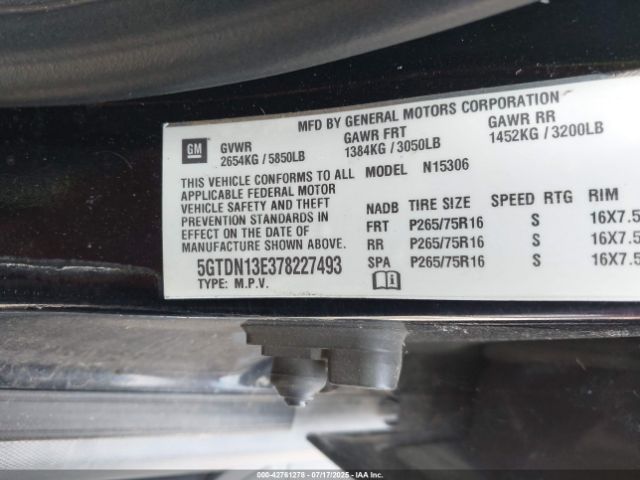 MFD BY GENERAL MOTORS CORPORATION
GM GVWR GAWR FRT GAWR RR
2654KG / 5850LB 1384KG / 3050LB 1452KG / 3200LB
THIS VEHICLE CONFORMS TO ALL MODEL N15306
APPLICABLE FEDERAL MOTOR
VEHICLE SAFETY AND THEFT NADB TIRE SIZE SPEED RTG RIM
PREVENTION STANDARDS IN FRT P265/75R16 S 16X7.5
EFFECT ON THE DATE OF RR P265/75R16 S 16X7.5
MANUFACTURE SHOWN ABOVE. SPA P265/75R16 S 16X7.5
5GTDN13E378227493
TYPE: M.P.V.
000-42761278 - 07/17/2025 - IAAI